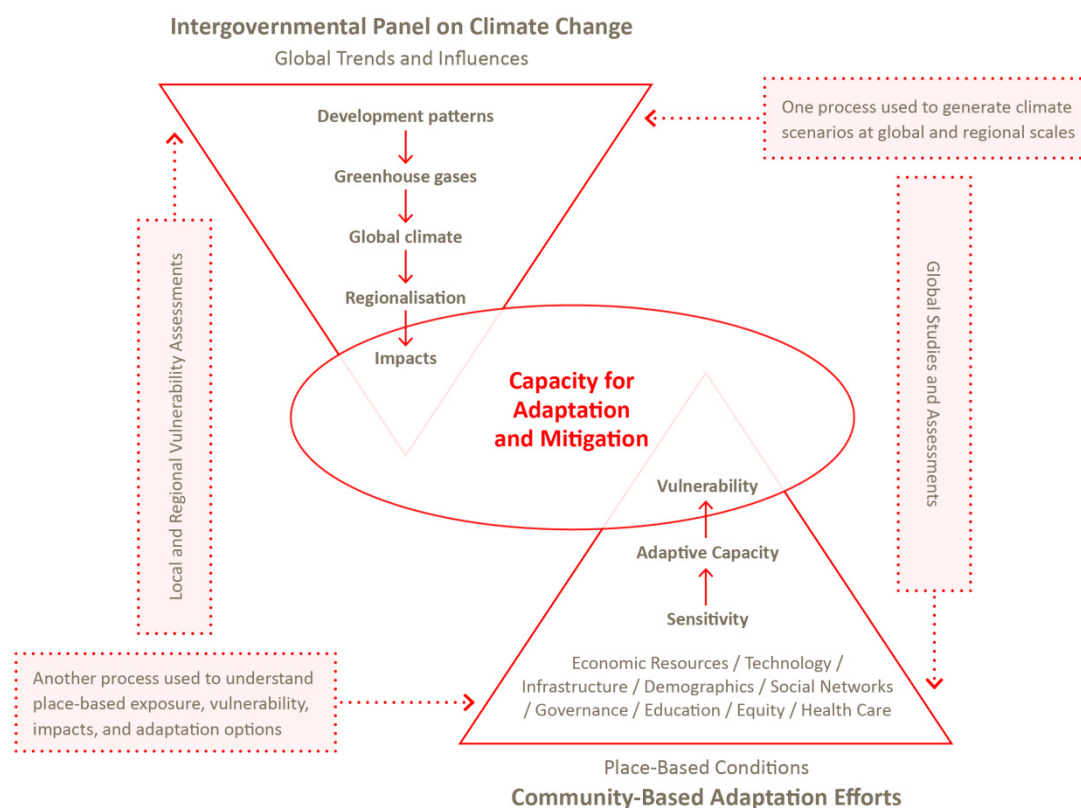 Intergovernmental Panel on Climate Change
Global Trends and Influences
Development patterns
Greenhouse gases
Global climate
Regionalisation
Impacts
One process used to generate climate
scenarios at global and regional scales
Local and Regional Vulnerability Assessments
Global Studies and Assessments
Capacity for
Adaptation
and Mitigation
Vulnerability
Adaptive Capacity
Sensitivity
Economic Resources / Technology /
Infrastructure / Demographics / Social Networks
/ Governance / Education / Equity / Health Care
Another process used to understand
place-based exposure, vulnerability,
impacts, and adaptation options
Place-Based Conditions
Community-Based Adaptation Efforts